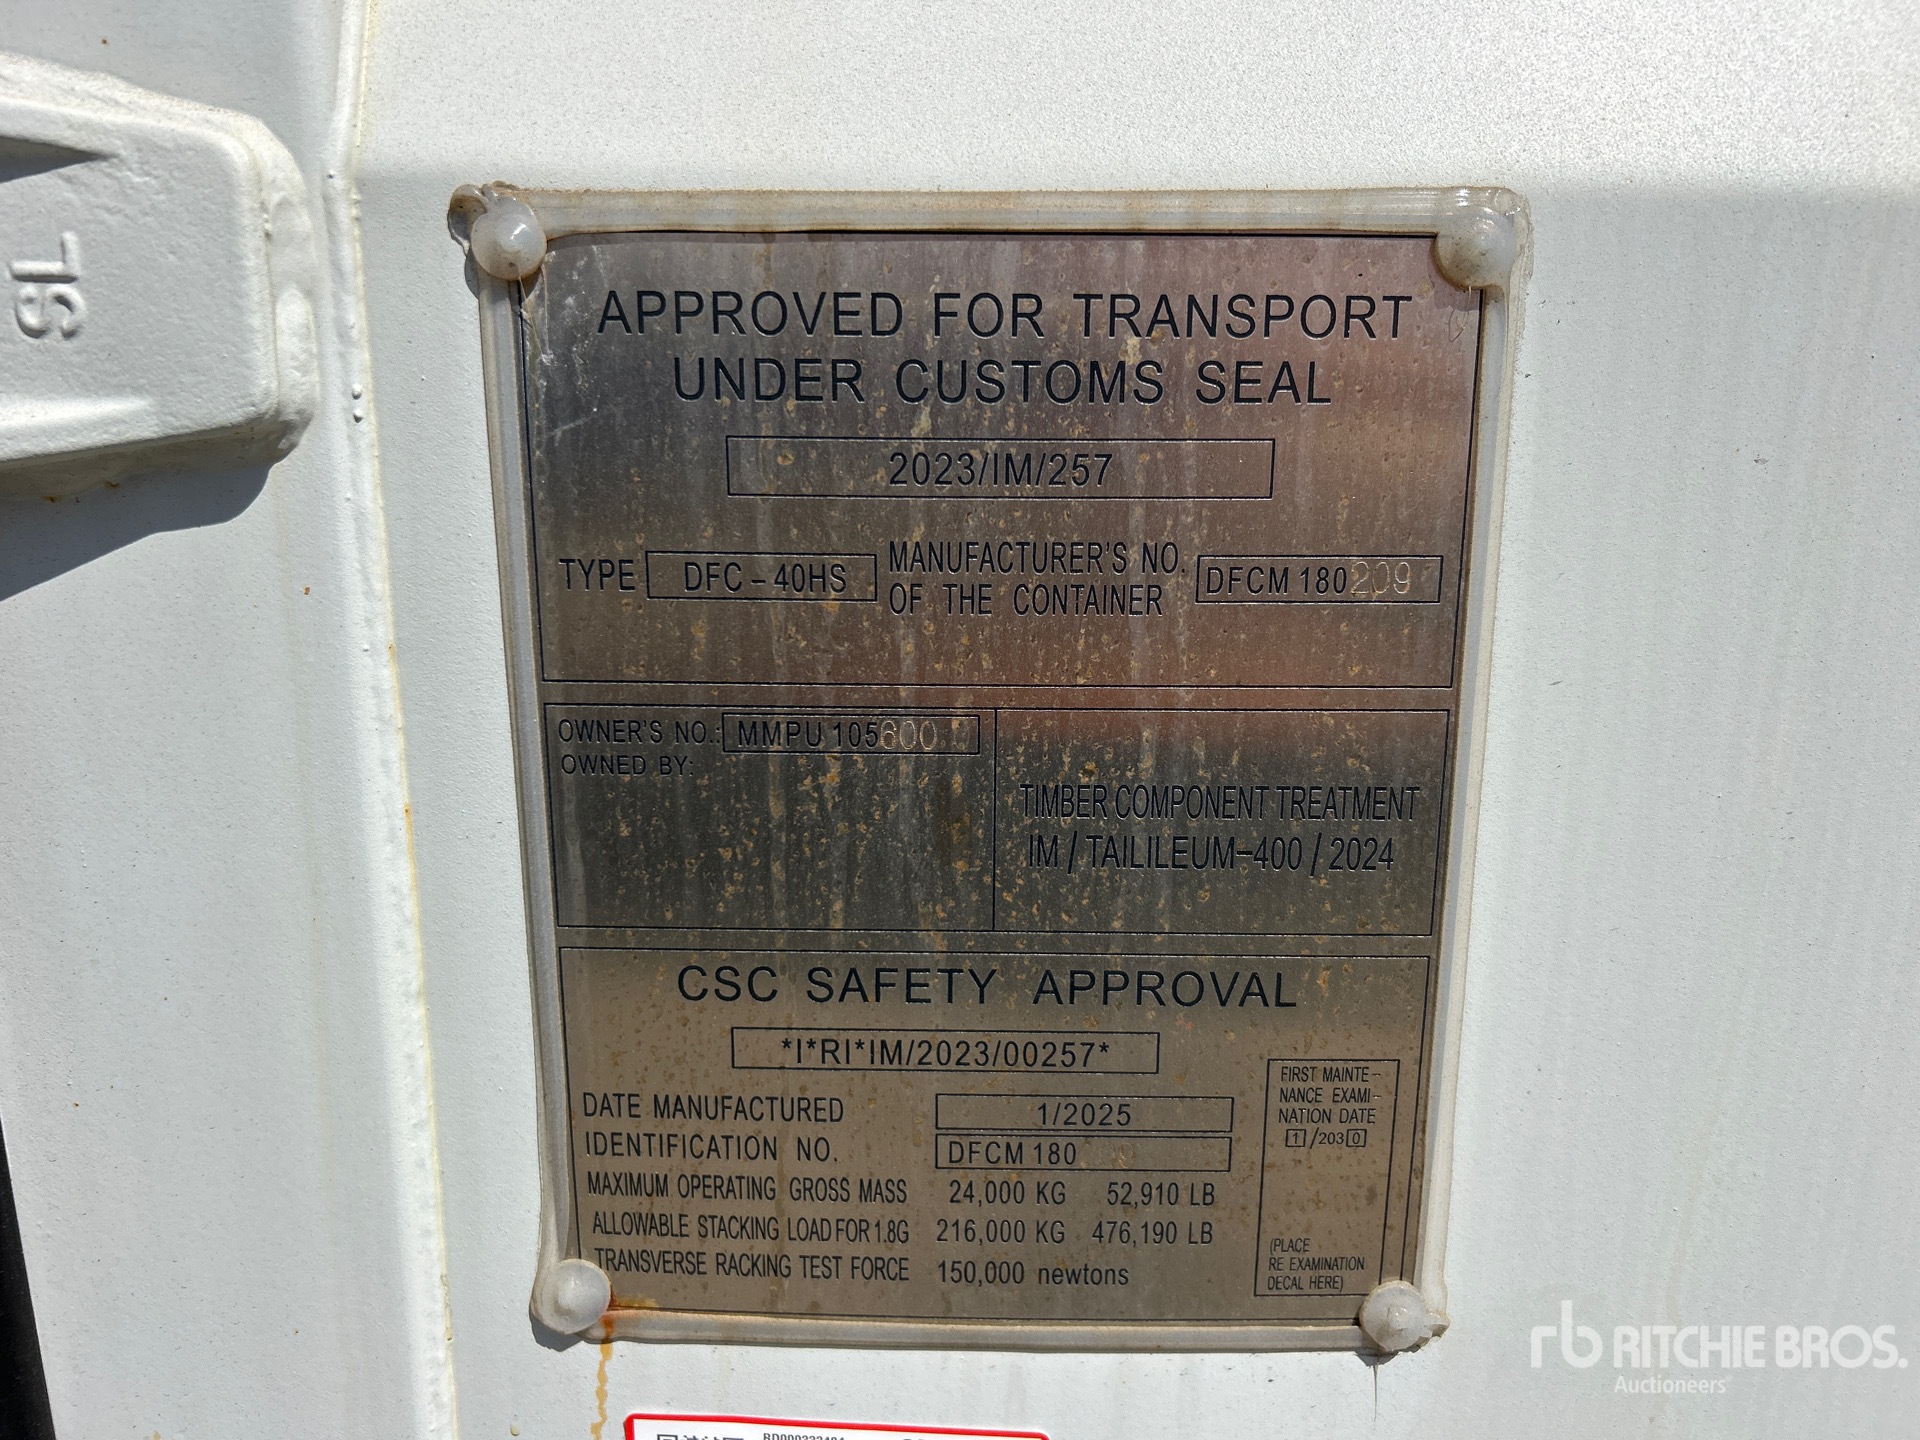 SL
APPROVED FOR TRANSPORT
UNDER CUSTOMS SEAL
2023/IM/257
TYPE DFC-40HS MANUFACTURER'S NO. OF THE CONTAINER DFCM 180209
OWNER'S NO.: MMPU 105600
OWNED BY:
TIMBER COMPONENT TREATMENT
IM / TAILILEUM-400 / 2024
CSC SAFETY APPROVAL
*I*RI*IM/2023/00257*
DATE MANUFACTURED 1/2025
IDENTIFICATION NO. DFCM 180
MAXIMUM OPERATING GROSS MASS 24,000 KG 52,910 LB
ALLOWABLE STACKING LOAD FOR 1.8G 216,000 KG 476,190 LB
TRANSVERSE RACKING TEST FORCE 150,000 newtons
FIRST MAINTE-
NANCE EXAMI-
NATION DATE
1/2030
(PLACE
RE EXAMINATION
DECAL HERE)
rb RITCHIE BROS.
Auctioneers